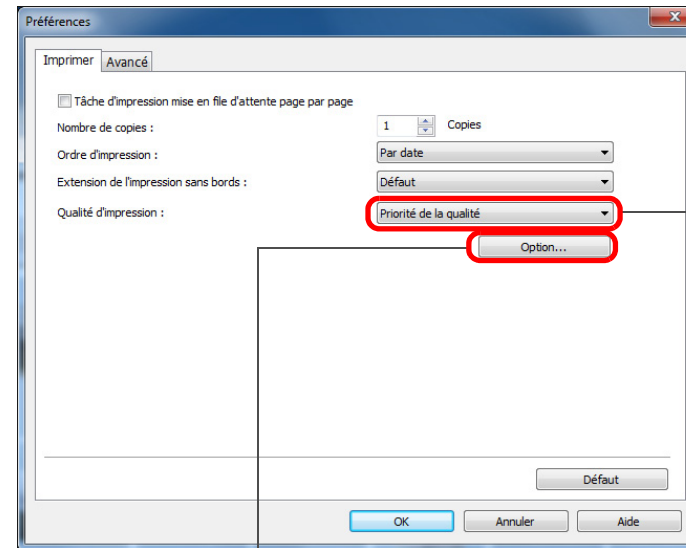 Préférences
Imprimer Avancé
Tâche d'impression mise en file d'attente page par page
Nombre de copies : 1 Copies
Ordre d'impression : Par date
Extension de l'impression sans bords : Défaut
Qualité d'impression : Priorité de la qualité
Option...
Défaut
OK Annuler Aide